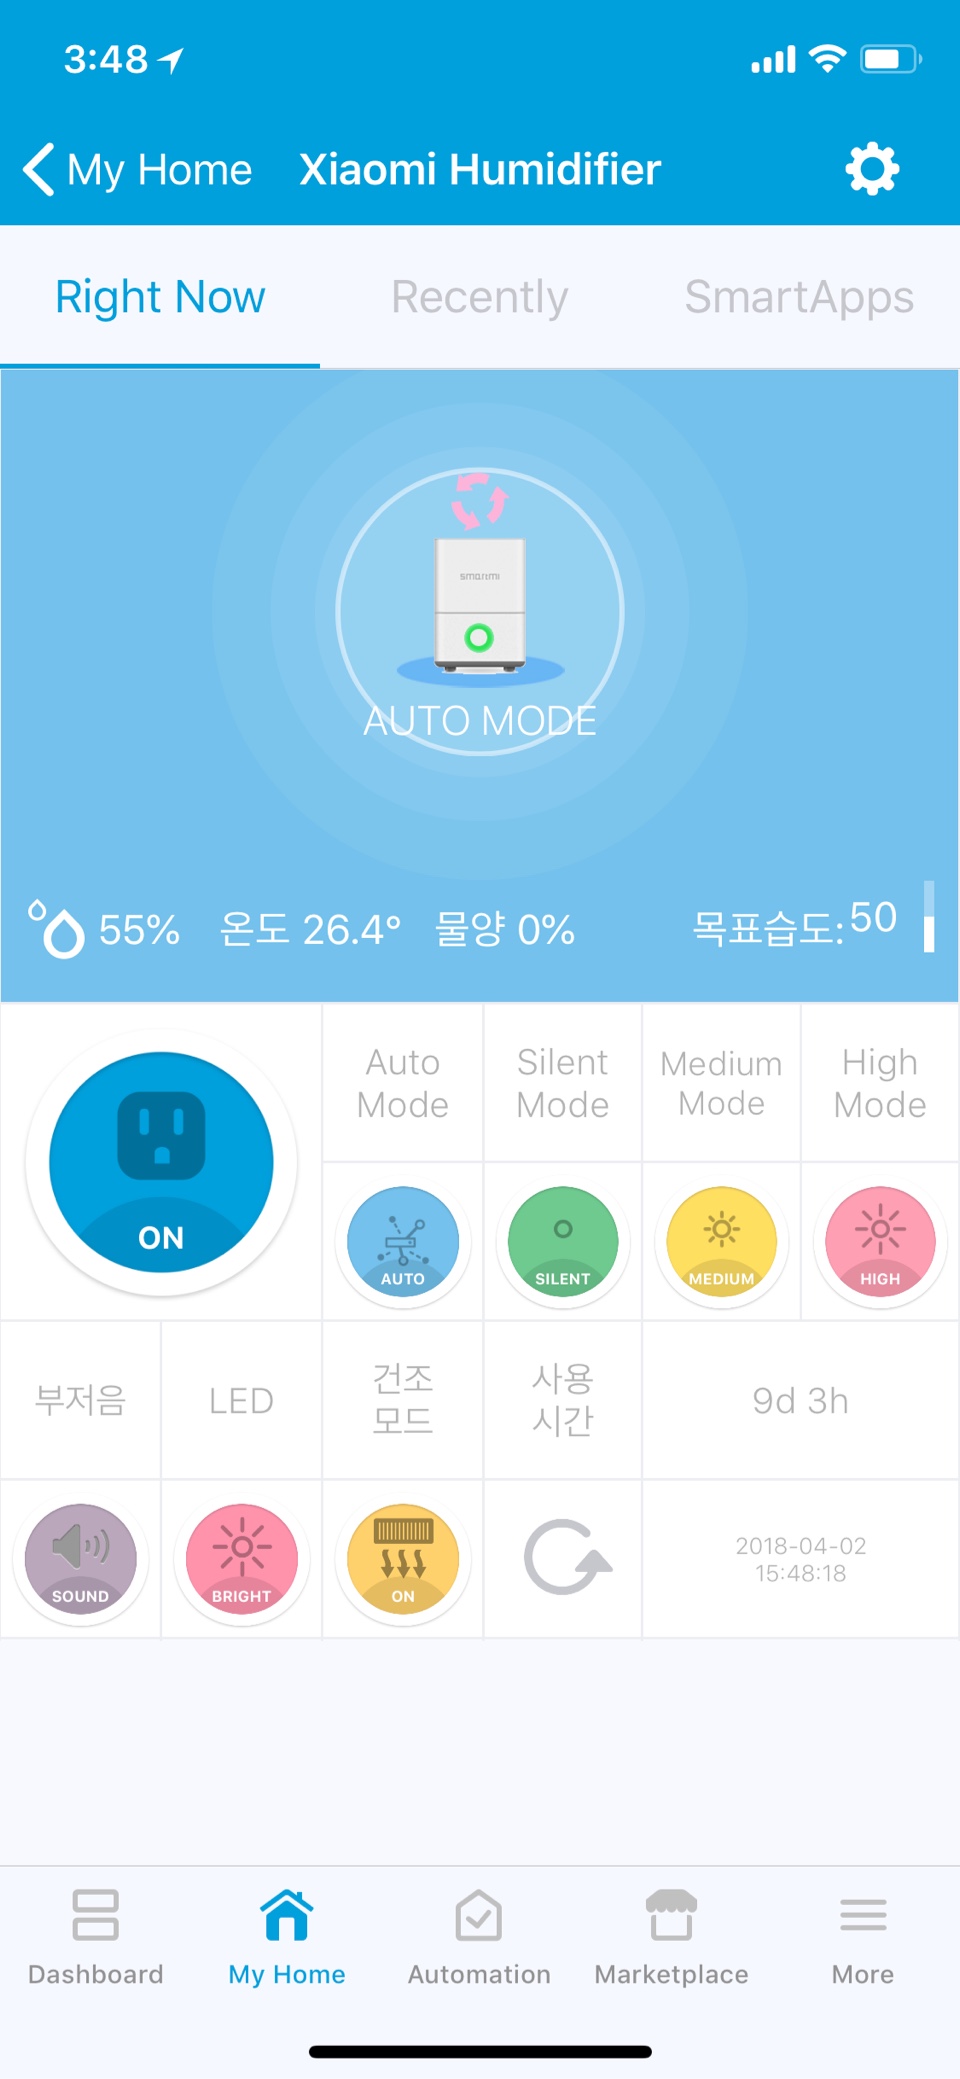 3:48
My Home
Xiaomi Humidifier
Right Now
Recently
SmartApps
smartmi
AUTO MODE
55%
온도 26.4°
물양 0%
목표습도:
50
Auto
Mode
Silent
Mode
Medium
Mode
High
Mode
ON
AUTO
SILENT
MEDIUM
HIGH
부저음
LED
건조
모드
사용
시간
9d 3h
SOUND
BRIGHT
ON
2018-04-02
15:48:18
Dashboard
My Home
Automation
Marketplace
More